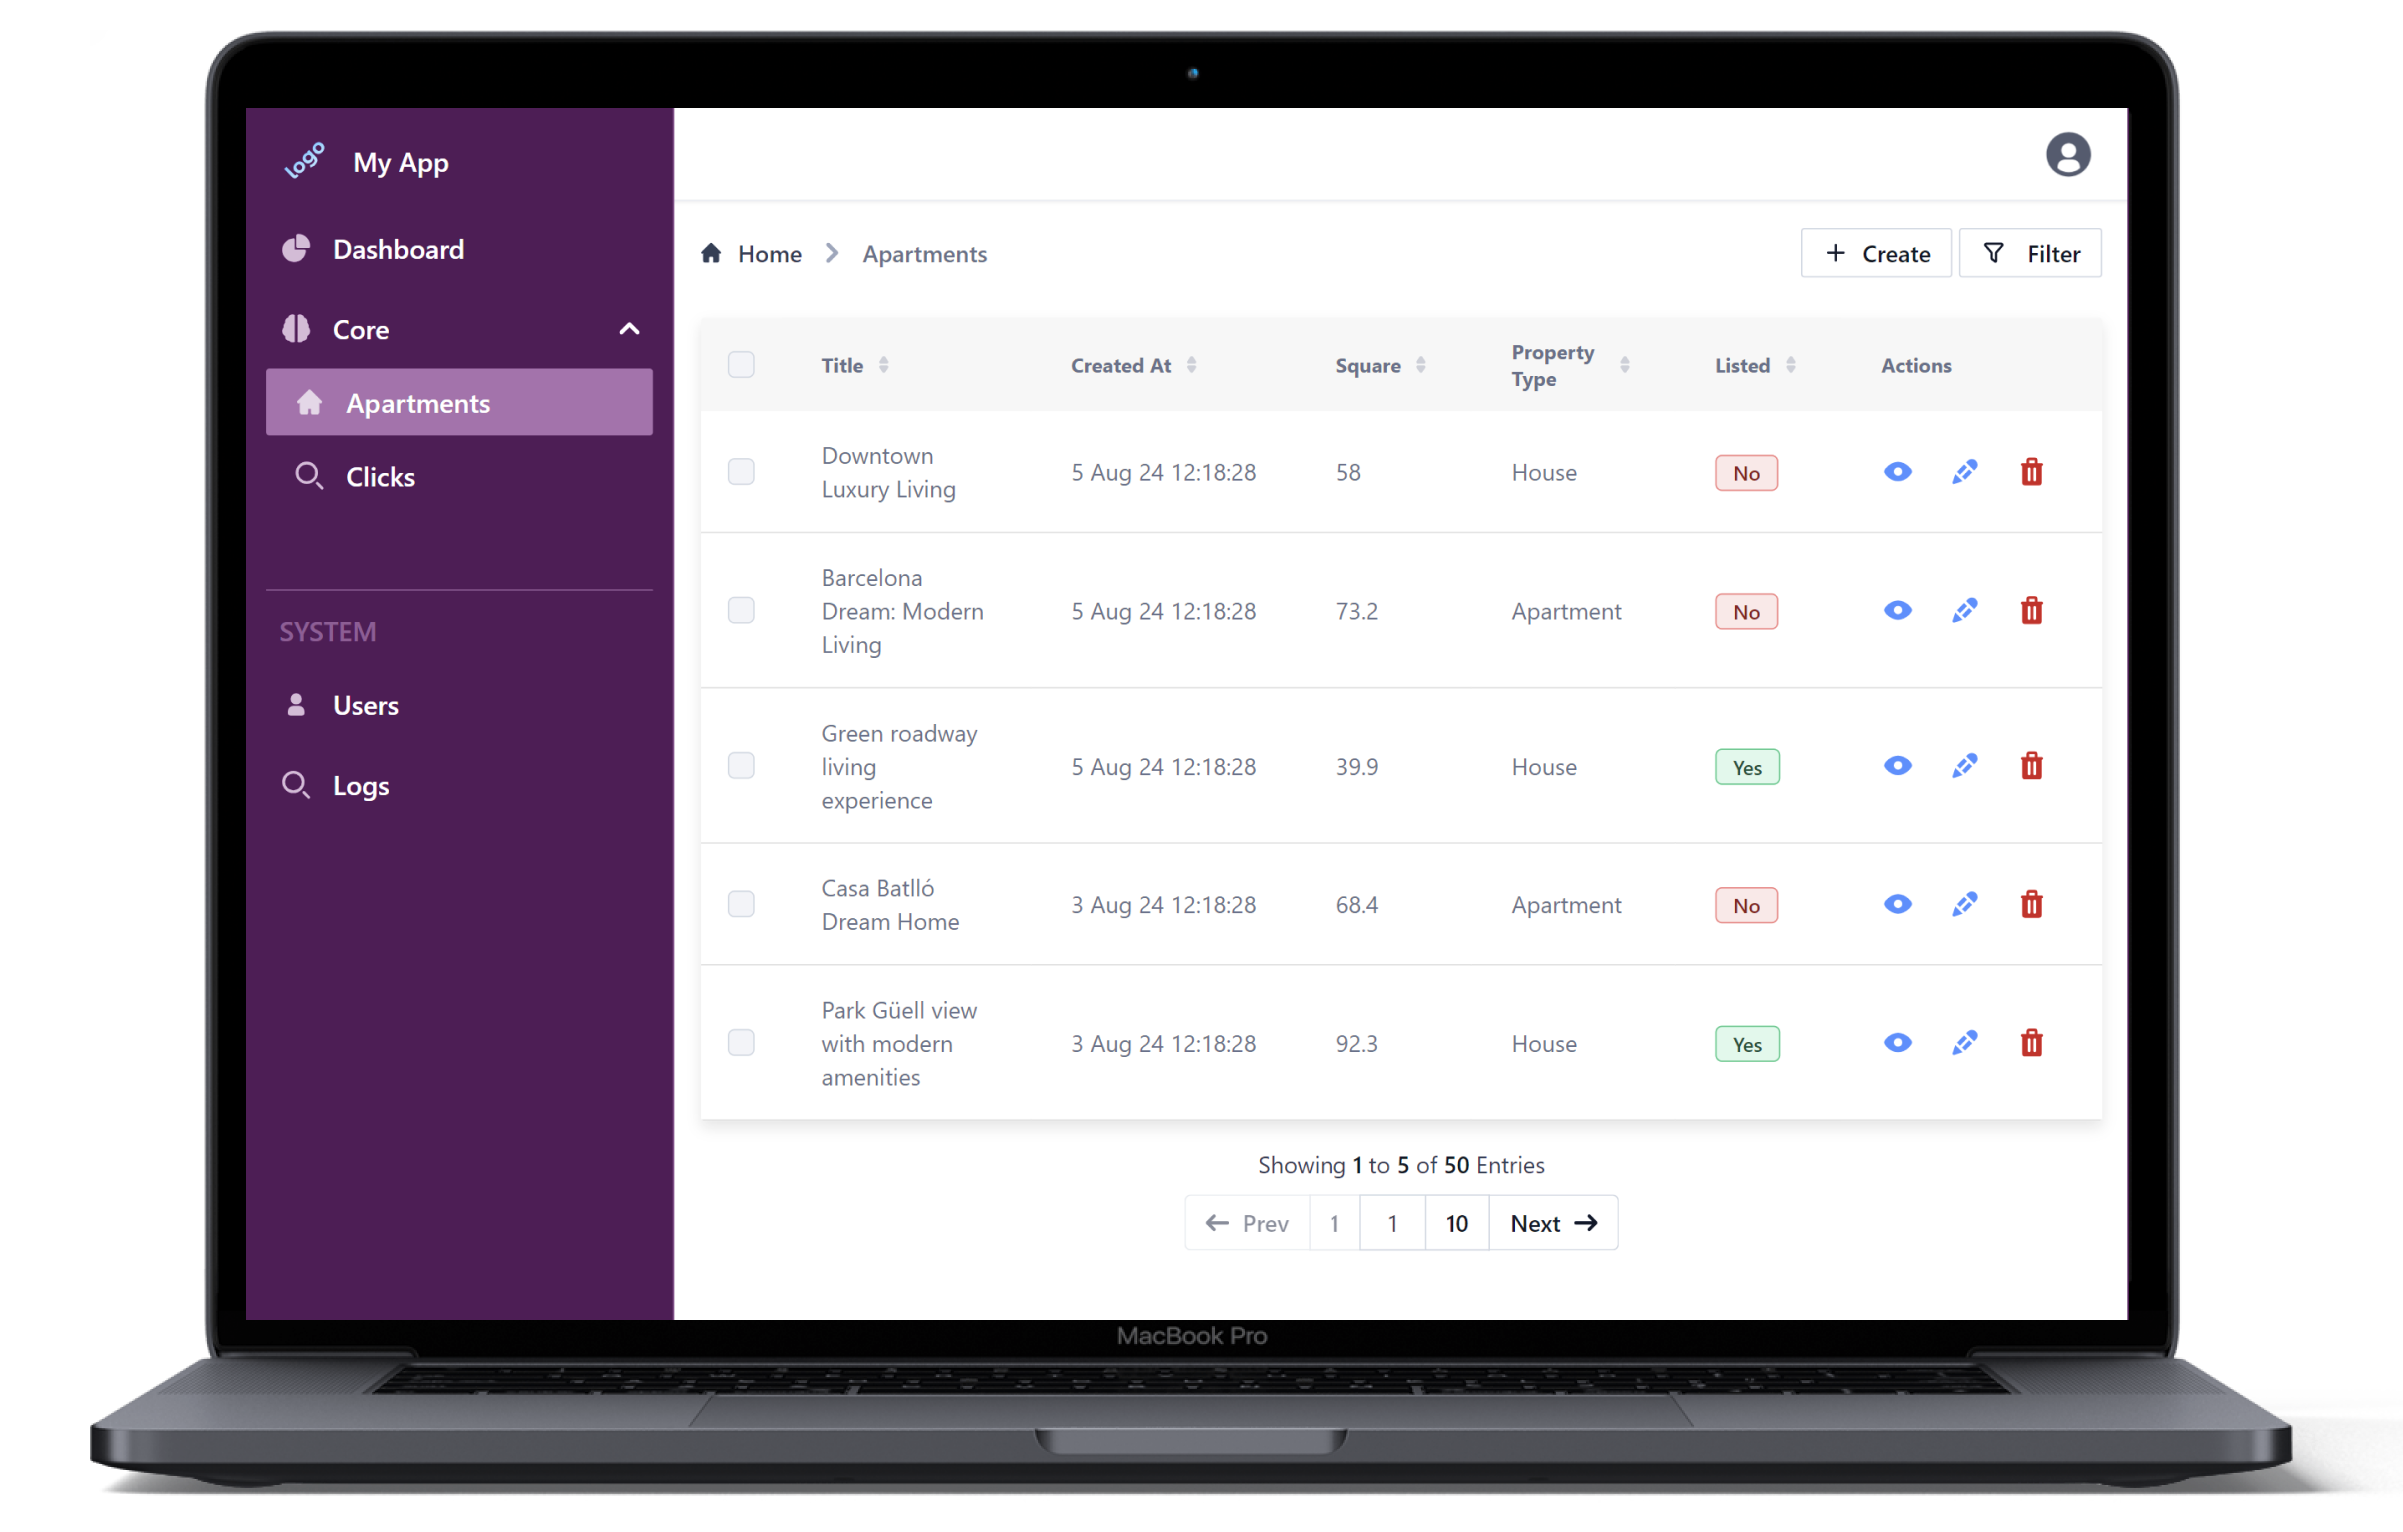 logo My App
Dashboard
Core
Apartments
Clicks
SYSTEM
Users
Logs
Home Apartments
Create Filter
Title Created At Square Property Type Listed Actions
Downtown
Luxury Living
5 Aug 24 12:18:28 58 House No
Barcelona
Dream: Modern
Living
5 Aug 24 12:18:28 73.2 Apartment No
Green roadway
living
experience
5 Aug 24 12:18:28 39.9 House Yes
Casa Batlló
Dream Home
3 Aug 24 12:18:28 68.4 Apartment No
Park Güell view
with modern
amenities
3 Aug 24 12:18:28 92.3 House Yes
Showing 1 to 5 of 50 Entries
Prev 1 1 10 Next
MacBook Pro